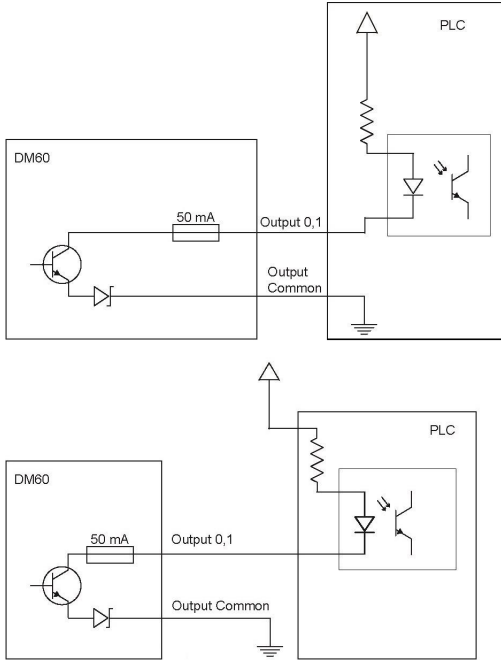 PLC
DM60
50 mA
Output 0,1
Output
Common
PLC
DM60
50 mA
Output 0,1
Output Common